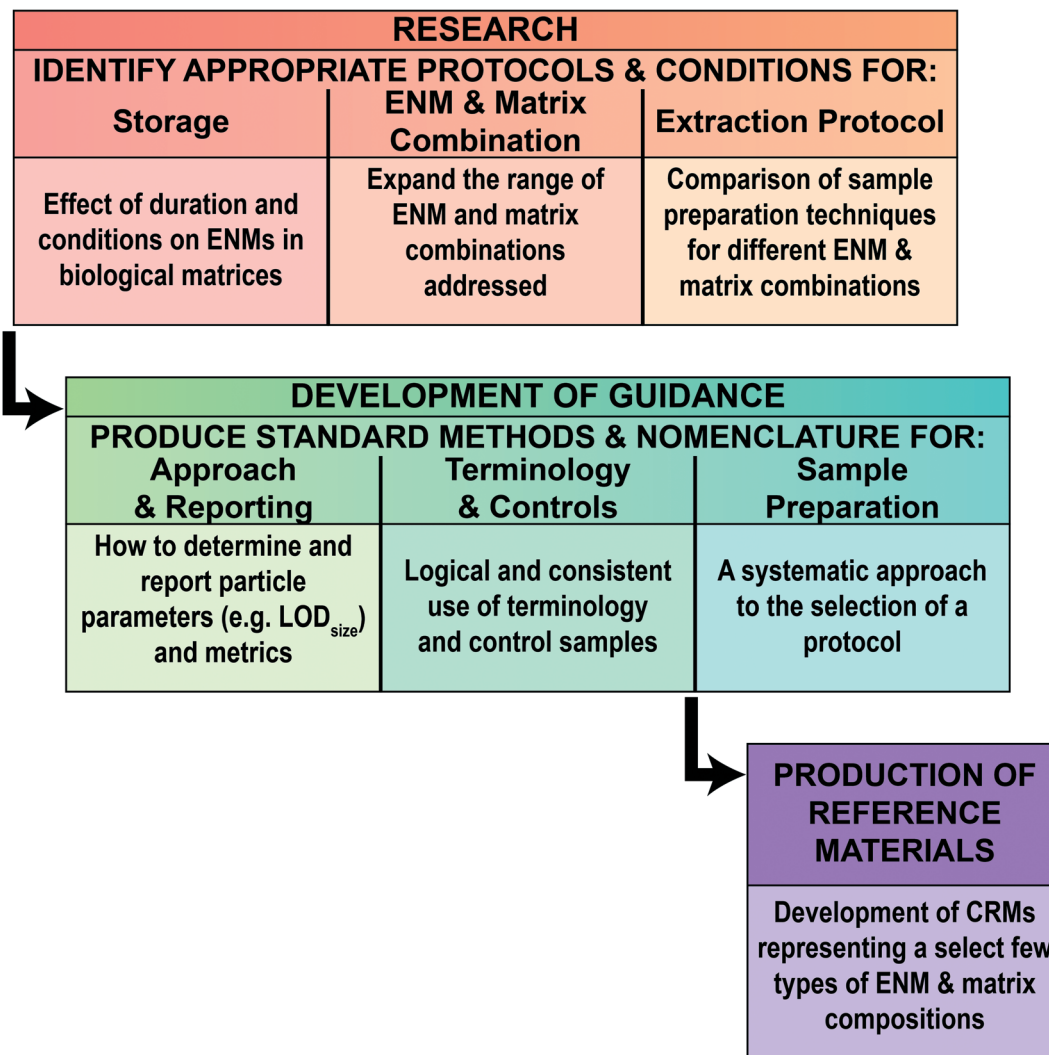 RESEARCH
IDENTIFY APPROPRIATE PROTOCOLS & CONDITIONS FOR:
Storage
ENM & Matrix
Combination
Extraction Protocol
Effect of duration and
conditions on ENMs in
biological matrices
Expand the range of
ENM and matrix
combinations
addressed
Comparison of sample
preparation techniques
for different ENM &
matrix combinations
DEVELOPMENT OF GUIDANCE
PRODUCE STANDARD METHODS & NOMENCLATURE FOR:
Approach
& Reporting
Terminology
& Controls
Sample
Preparation
How to determine and
report particle
parameters (e.g. LODsize)
and metrics
Logical and consistent
use of terminology
and control samples
A systematic approach
to the selection of a
protocol
PRODUCTION OF
REFERENCE
MATERIALS
Development of CRMs
representing a select few
types of ENM & matrix
compositions